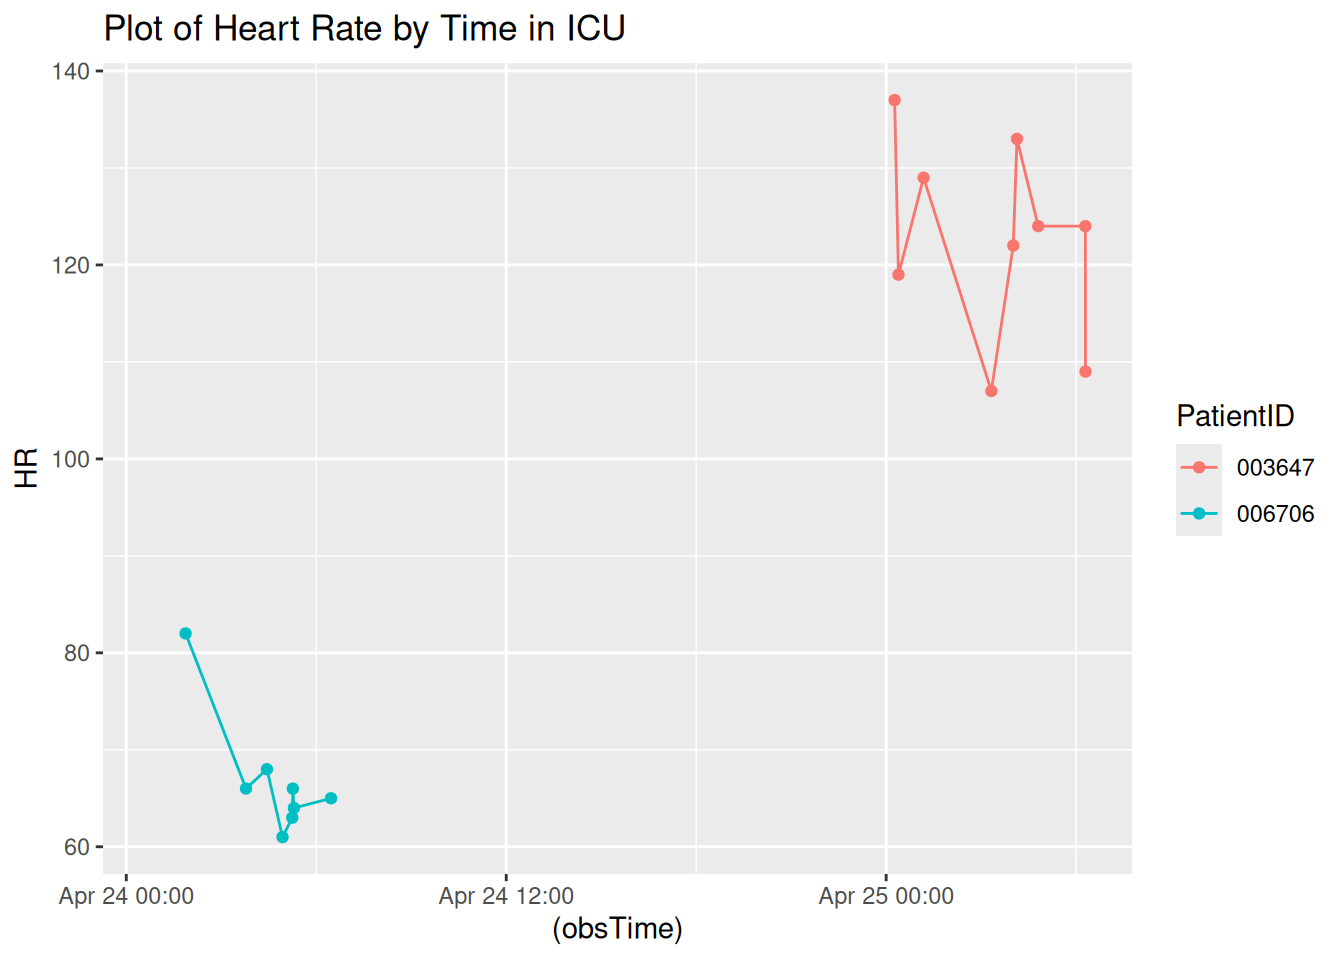 Plot of Heart Rate by Time in ICU
140
120
100
80
60
HR
Apr 24 00:00
Apr 24 12:00
Apr 25 00:00
(obsTime)
PatientID
003647
006706